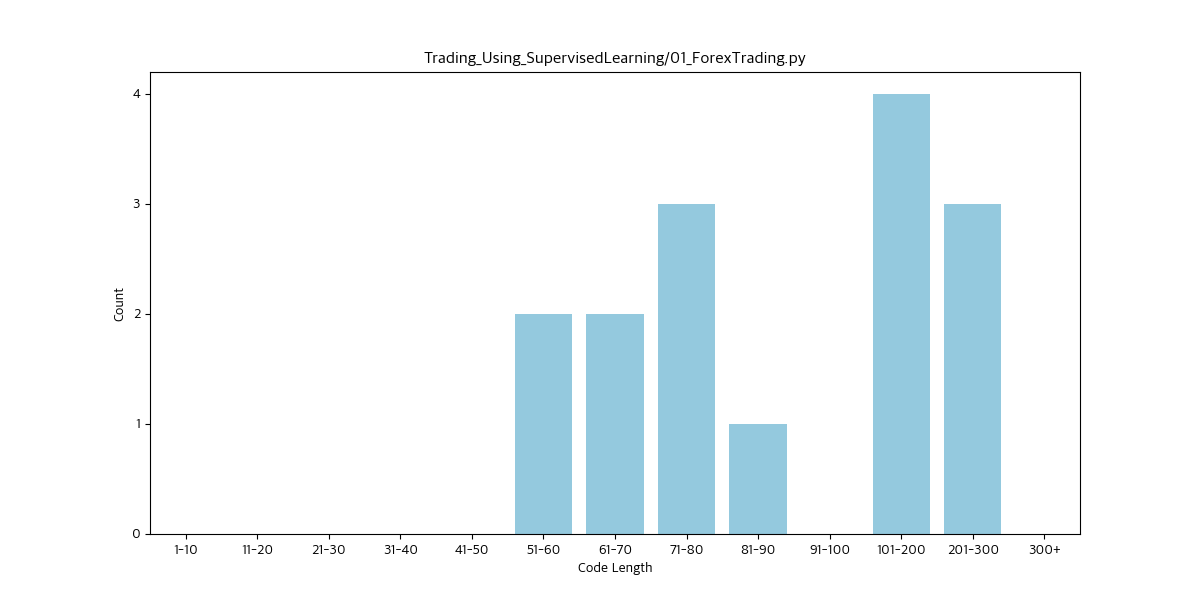 Trading_Using_SupervisedLearning/01_ForexTrading.py
4
3
2
1
0
Count
1-10 11-20 21-30 31-40 41-50 51-60 61-70 71-80 81-90 91-100 101-200 201-300 300+
Code Length